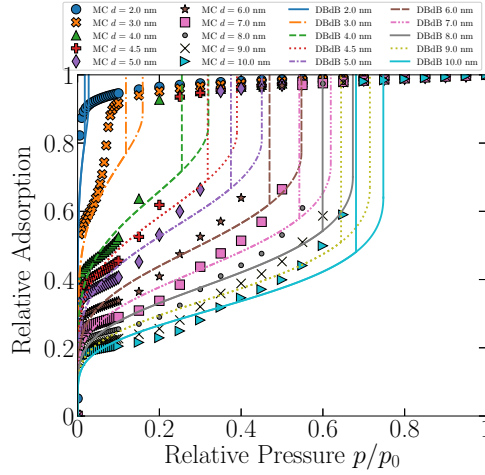 MC d = 2.0 nm
MC d = 3.0 nm
MC d = 4.0 nm
MC d = 4.5 nm
MC d = 5.0 nm
MC d = 6.0 nm
MC d = 7.0 nm
MC d = 8.0 nm
MC d = 9.0 nm
MC d = 10.0 nm
DBdB 2.0 nm
DBdB 3.0 nm
DBdB 4.0 nm
DBdB 4.5 nm
DBdB 5.0 nm
DBdB 6.0 nm
DBdB 7.0 nm
DBdB 8.0 nm
DBdB 9.0 nm
DBdB 10.0 nm
Relative Adsorption
1
0.8
0.6
0.4
0.2
0
0 0.2 0.4 0.6 0.8 1
Relative Pressure p/p₀